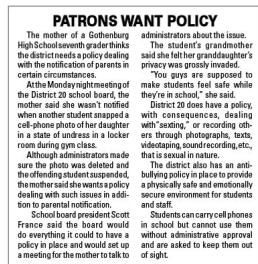 PATRONS WANT POLICY
The mother of a Gothenburg
High School seventh grader thinks
the district needs a policy dealing
with the notification of parents in
certain circumstances.
At the Monday night meeting of
the District 20 school board, the
mother said she wasn't notified
when another student snapped a
cell-phone photo of her daughter
in a state of undress in a locker
room during gym class.
Although administrators made
sure the photo was deleted and
the offending student suspended,
the mother said she wants a policy
dealing with such issues in addi-
tion to parental notification.
School board president Scott
France said the board would
do everything it could to have a
policy in place and would set up
a meeting for the mother to talk to
administrators about the issue.
The student's grandmother
said she felt her granddaughter's
privacy was grossly invaded.
"You guys are supposed to
make students feel safe while
they're in school," she said.
District 20 does have a policy,
with consequences, dealing
with "sexting," or recording oth-
ers through photographs, texts,
videotaping, sound recording, etc.,
that is sexual in nature.
The district also has an anti-
bullying policy in place to provide
a physically safe and emotionally
secure environment for students
and staff.
Students can carry cell phones
in school but cannot use them
without administrative approval
and are asked to keep them out
of sight.